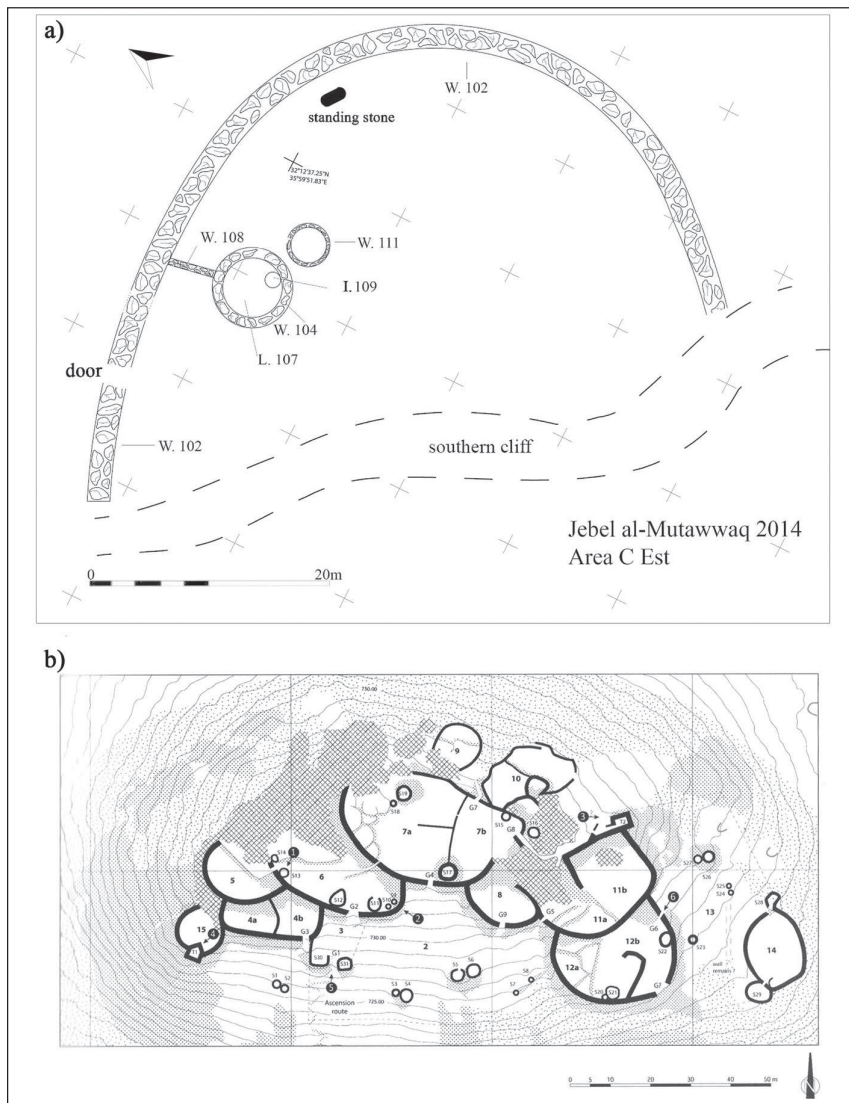 a)
W. 102
standing stone
32°12'37.25"N
35°59'51.83"E
W. 108
W. 111
I. 109
W. 104
L. 107
door
W. 102
southern cliff
Jebel al-Mutawwaq 2014
Area C Est
0 20m
b)
750.00
9
10
S19
S18
7a
G7
7b
S15
S16
G8
3
T2
S14
1
S13
6
G4
S17
5
8
11b
S26
S25
S24
4a
4b
S12
G2
S11
S10
S9
2
G9
G5
11a
6
G6
13
S28
15
4
T1
G3
3
730.00
2
12b
S22
S23
14
S30
G1
S31
5
S5
S6
S8
S7
12a
wall
remains ?
S1
S2
S3
S4
S20
S21
G7
S29
Ascension
route
725.00
0 5 10 20 30 40 50 m
N